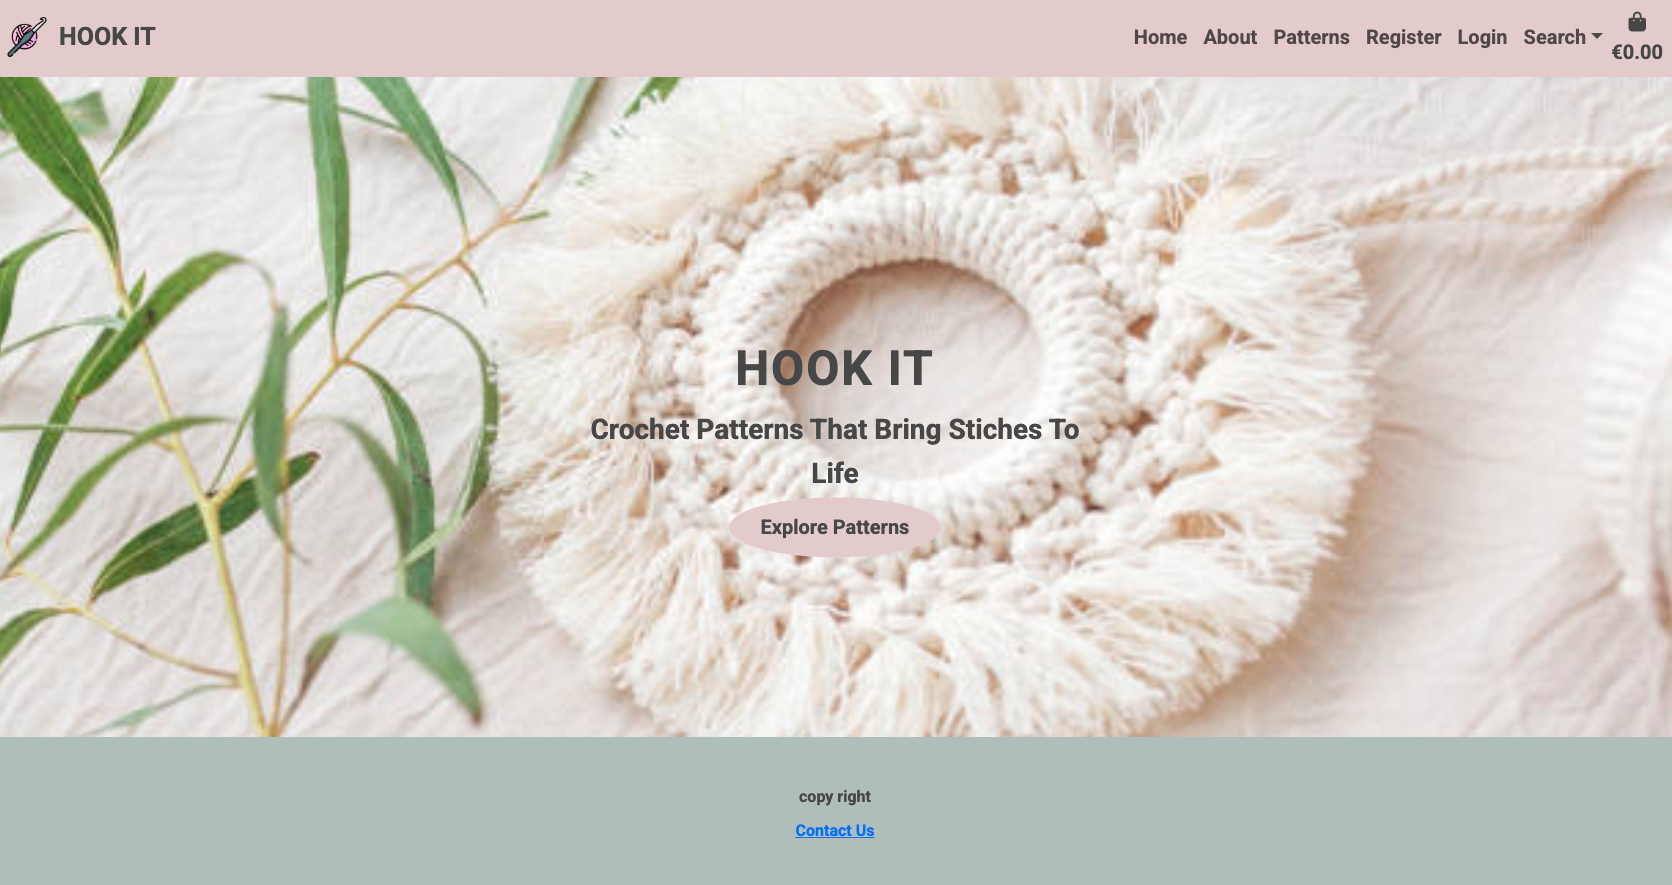 HOOK IT
Home About Patterns Register Login Search
€0.00
HOOK IT
Crochet Patterns That Bring Stiches To
Life
Explore Patterns
copy right
Contact Us